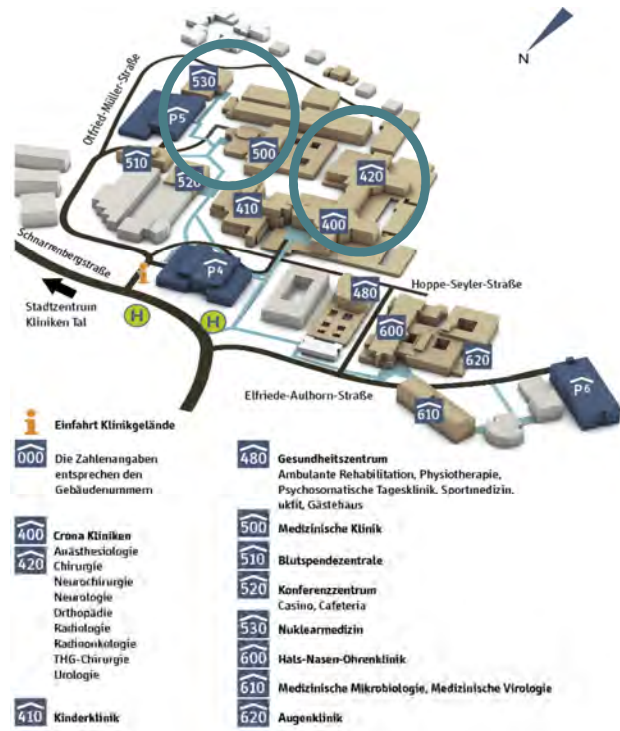 N
530
P5
Otfried-Müller-Straße
500
510
520
420
410
400
Schnarrenbergstraße
P4
i
Hoppe-Seyler-Straße
480
Stadtzentrum
Kliniken Tal
H
H
600
620
P6
Elfriede-Aulhorn-Straße
610
i Einfahrt Klinikgelände
000 Die Zahlenangaben
entsprechen den
Gebäudenummern
400 Crona Kliniken
420 Anästhesiologie
Chirurgie
Neurochirurgie
Neurologie
Orthopädie
Radiologie
Radioonkologie
THG-Chirurgie
Urologie
410 Kinderklinik
480 Gesundheitszentrum
Ambulante Rehabilitation, Physiotherapie,
Psychosomatische Tagesklinik, Sportmedizin,
ukfit, Gästehaus
500 Medizinische Klinik
510 Blutspendezentrale
520 Konferenzzentrum
Casino, Cafeteria
530 Nuklearmedizin
600 Hals-Nasen-Ohrenklinik
610 Medizinische Mikrobiologie, Medizinische Virologie
620 Augenklinik